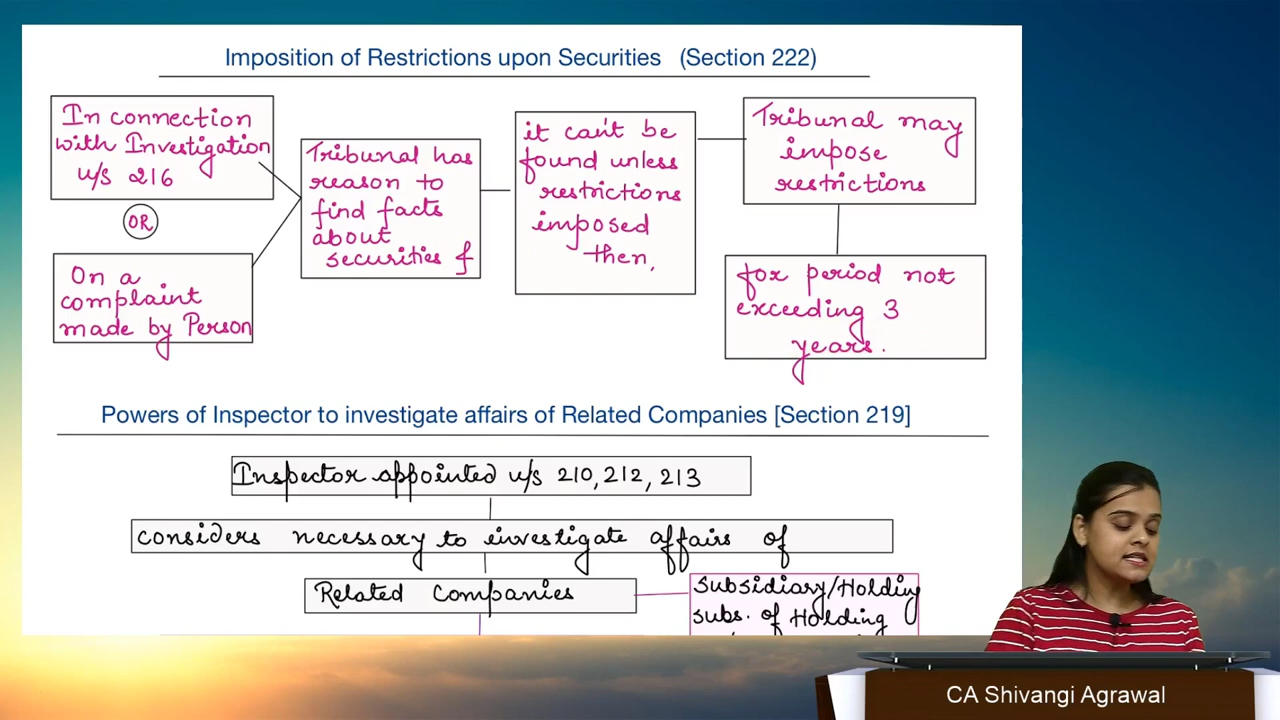 Imposition of Restrictions upon Securities (Section 222)
In connection
with Investigation
u/s 216
OR
On a
complaint
made by Person
Tribunal has
reason to
find facts
about
securities &
it can't be
found unless
restrictions
imposed
then,
Tribunal may
impose
restrictions
for period not
exceeding 3
years.
Powers of Inspector to investigate affairs of Related Companies [Section 219]
Inspector appointed u/s 210, 212, 213
considers necessary to investigate affairs of
Related Companies
Subsidiary/Holding
subs. of Holding
CA Shivangi Agrawal